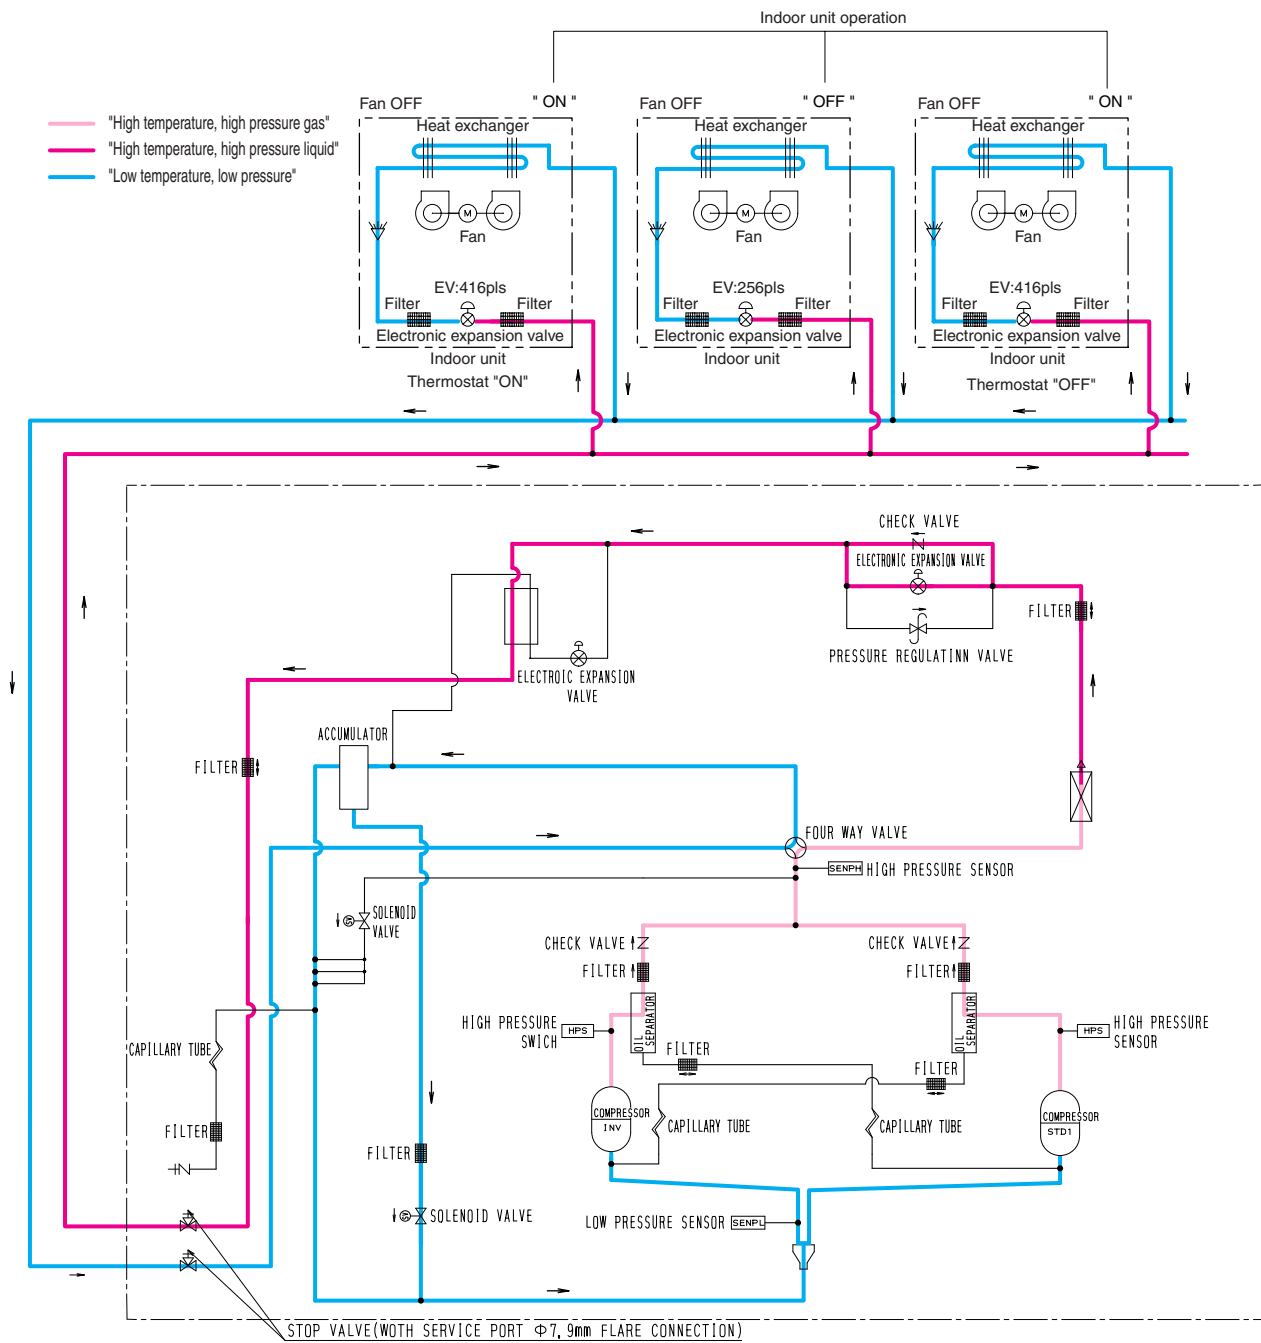 Indoor unit operation
Fan OFF " ON "
Fan OFF " OFF "
Fan OFF " ON "
"High temperature, high pressure gas"
"High temperature, high pressure liquid"
"Low temperature, low pressure"
Heat exchanger
Heat exchanger
Heat exchanger
M
M
M
Fan
Fan
Fan
EV:416pls
EV:256pls
EV:416pls
Filter Filter
Filter Filter
Filter Filter
Electronic expansion valve
Electronic expansion valve
Electronic expansion valve
Indoor unit
Indoor unit
Indoor unit
Thermostat "ON"
Thermostat "OFF"
CHECK VALVE
ELECTRONIC EXPANSION VALVE
FILTER
PRESSURE REGULATINN VALVE
ELECTROIC EXPANSION
VALVE
ACCUMULATOR
FILTER
FOUR WAY VALVE
SENPH HIGH PRESSURE SENSOR
SOLENOID
VALVE
S
CHECK VALVE
CHECK VALVE
FILTER
FILTER
OIL
SEPARATOR
OIL
SEPARATOR
HIGH PRESSURE
SWICH
HPS
HPS
HIGH PRESSURE
SENSOR
CAPILLARY TUBE
FILTER
FILTER
COMPRESSOR
INV
COMPRESSOR
STD1
CAPILLARY TUBE
CAPILLARY TUBE
FILTER
FILTER
S
SOLENOID VALVE
LOW PRESSURE SENSOR SENPL
STOP VALVE(WOTH SERVICE PORT Φ7,9mm FLARE CONNECTION)